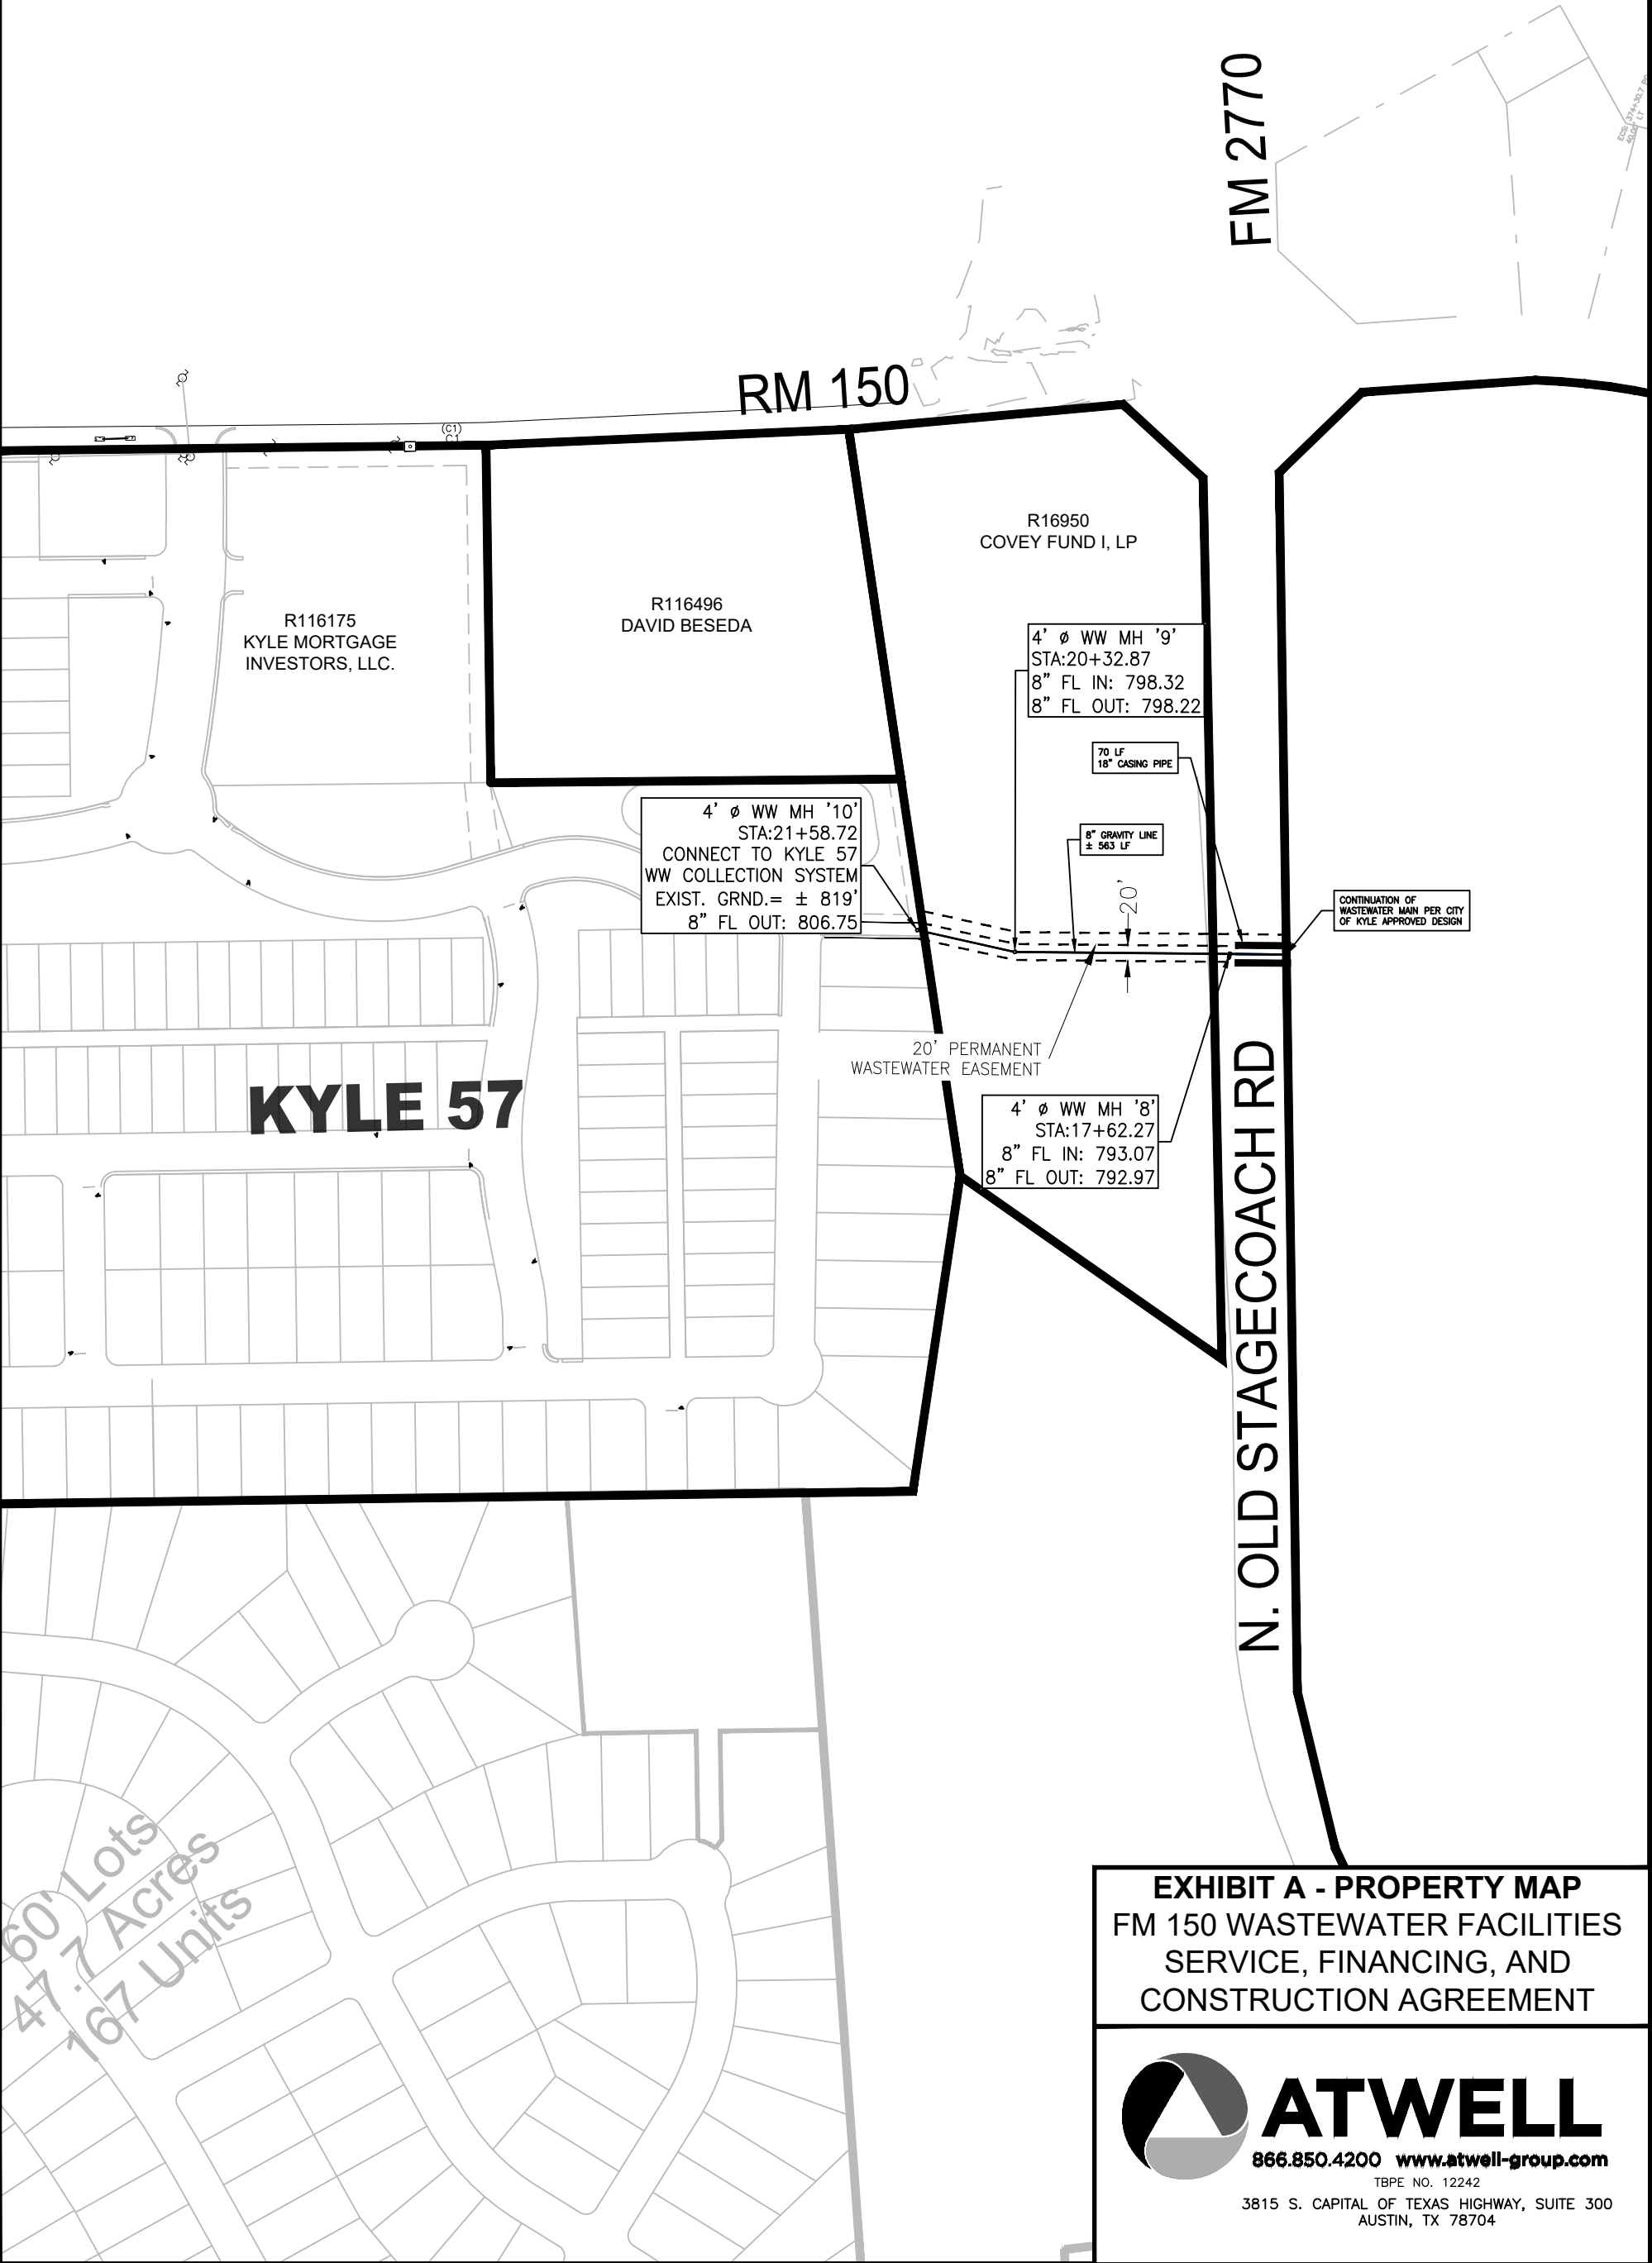 FM 2770
RM 150
(C1)
C1
R16950
COVEY FUND I, LP
R116496
DAVID BESEDA
R116175
KYLE MORTGAGE
INVESTORS, LLC.
4' ø WW MH '9'
STA:20+32.87
8" FL IN: 798.32
8" FL OUT: 798.22
70 LF
18" CASING PIPE
4' ø WW MH '10'
STA:21+58.72
CONNECT TO KYLE 57
WW COLLECTION SYSTEM
EXIST. GRND.= ± 819'
8" FL OUT: 806.75
8" GRAVITY LINE
± 563 LF
20'
CONTINUATION OF
WASTEWATER MAIN PER CITY
OF KYLE APPROVED DESIGN
20' PERMANENT
WASTEWATER EASEMENT
KYLE 57
4' ø WW MH '8'
STA:17+62.27
8" FL IN: 793.07
8" FL OUT: 792.97
N. OLD STAGECOACH RD
60' Lots
47.7 Acres
167 Units
EXHIBIT A - PROPERTY MAP
FM 150 WASTEWATER FACILITIES
SERVICE, FINANCING, AND
CONSTRUCTION AGREEMENT
ATWELL
866.850.4200 www.atwell-group.com
TBPE NO. 12242
3815 S. CAPITAL OF TEXAS HIGHWAY, SUITE 300
AUSTIN, TX 78704